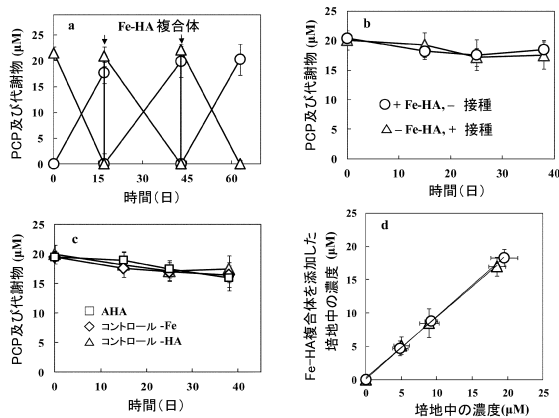 a
Fe-HA 複合体
PCP及び代謝物 (μM)
25
20
15
10
5
0
0
15
30
45
60
時間(日)
b
PCP及び代謝物 (μM)
25
20
15
10
5
0
○ + Fe-HA, − 接種
△ − Fe-HA, + 接種
0
10
20
30
40
時間(日)
c
PCP及び代謝物 (μM)
25
20
15
10
5
0
□ AHA
◇ コントロール -Fe
△ コントロール -HA
0
10
20
30
40
時間(日)
d
Fe-HA複合体を添加した
培地中の濃度 (μM)
25
20
15
10
5
0
0
5
10
15
20
25
培地中の濃度(μM)